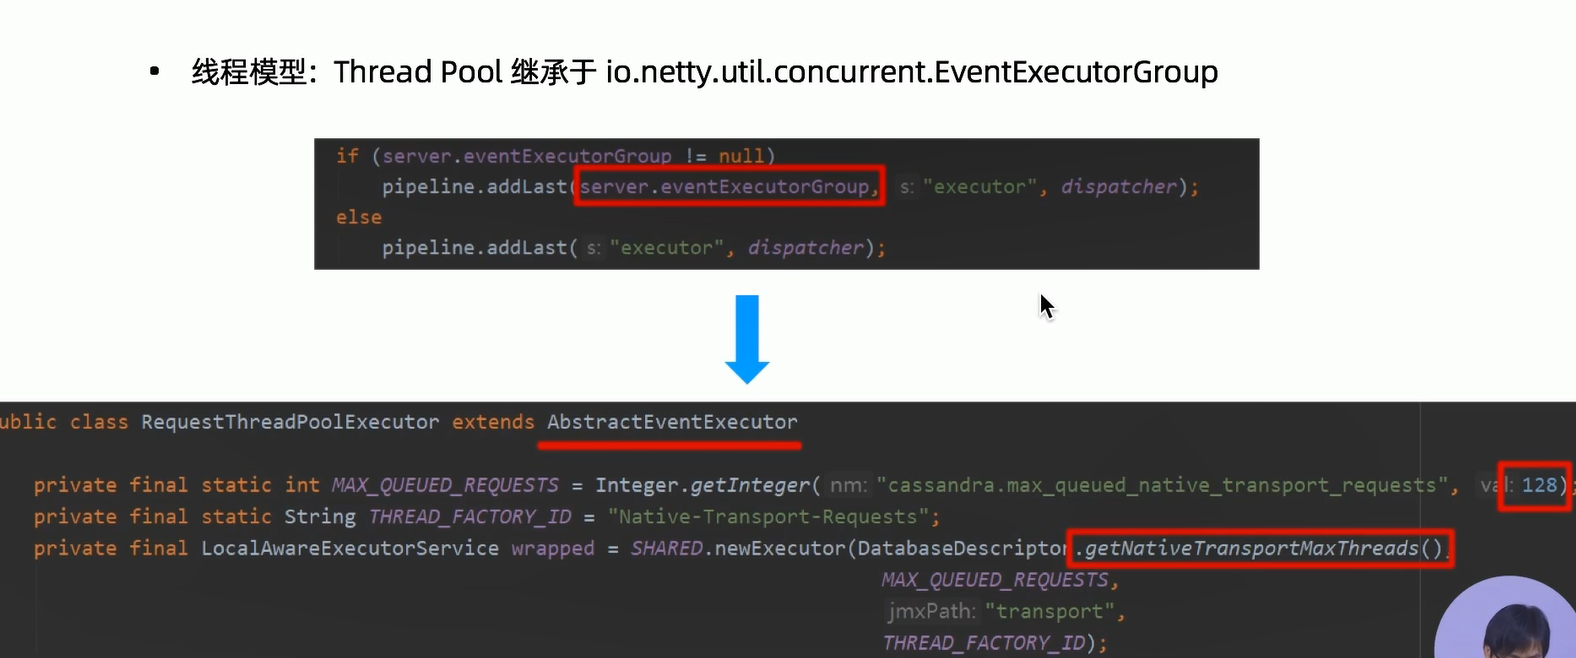 • 线程模型：Thread Pool 继承于 io.netty.util.concurrent.EventExecutorGroup
if (server.eventExecutorGroup != null)
pipeline.addLast(server.eventExecutorGroup, s: "executor", dispatcher);
else
pipeline.addLast( s: "executor", dispatcher);
ublic class RequestThreadPoolExecutor extends AbstractEventExecutor
private final static int MAX_QUEUED_REQUESTS = Integer.getInteger( nm: "cassandra.max_queued_native_transport_requests", val: 128);
private final static String THREAD_FACTORY_ID = "Native-Transport-Requests";
private final LocalAwareExecutorService wrapped = SHARED.newExecutor(DatabaseDescriptor.getNativeTransportMaxThreads(),
MAX_QUEUED_REQUESTS,
jmxPath: "transport",
THREAD_FACTORY_ID);